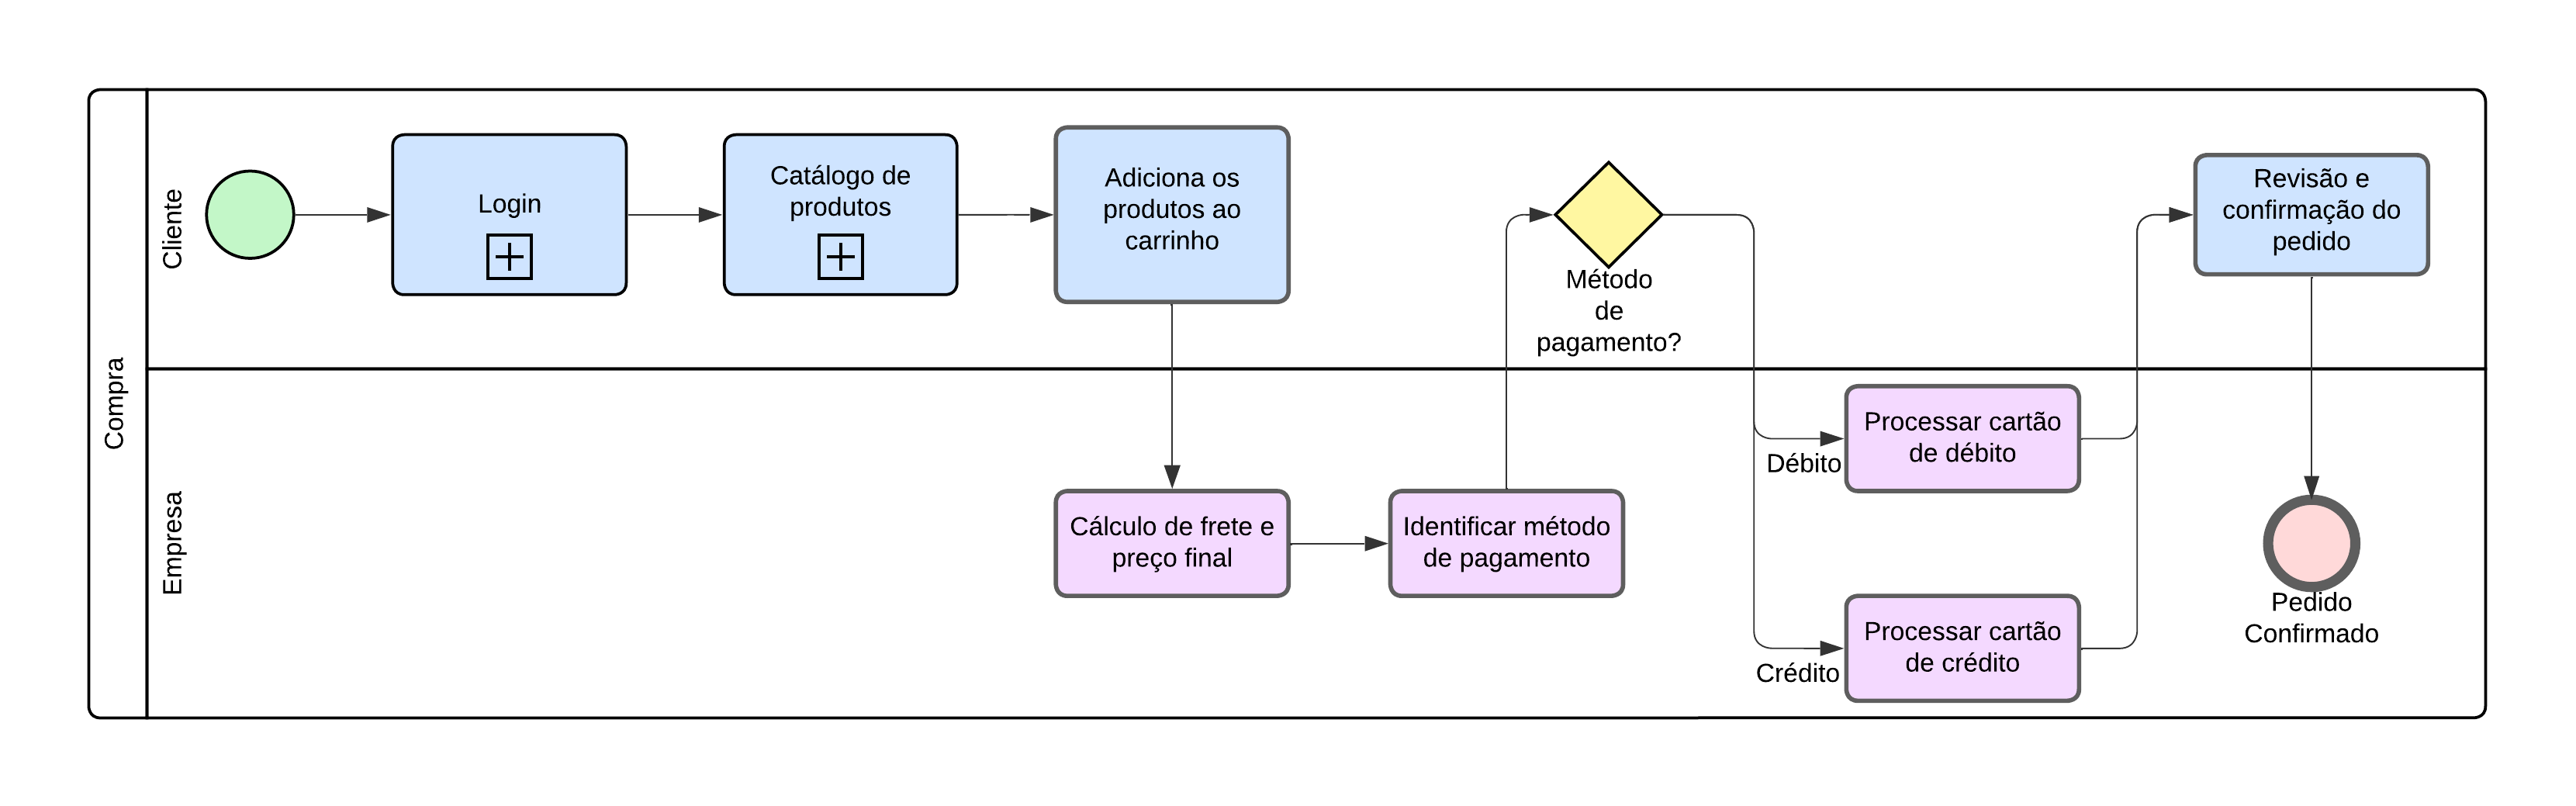 Compra
Cliente
Login
Catálogo de
produtos
Adiciona os
produtos ao
carrinho
Método
de
pagamento?
Revisão e
confirmação do
pedido
Empresa
Cálculo de frete e
preço final
Identificar método
de pagamento
Débito
Processar cartão
de débito
Crédito
Processar cartão
de crédito
Pedido
Confirmado